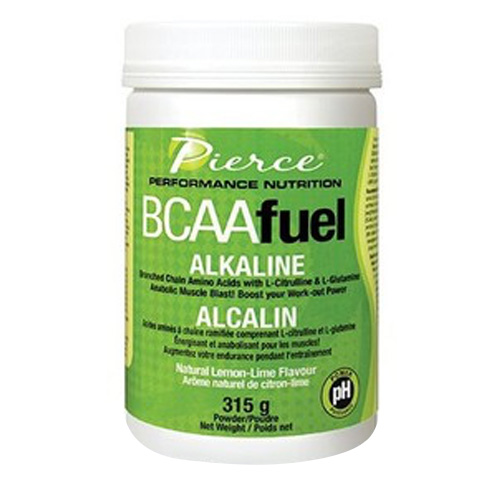 Pierce®
PERFORMANCE NUTRITION
BCAAfuel
ALKALINE
Branched Chain Amino Acids with L-Citrulline & L-Glutamine
Anabolic Muscle Blast! Boost your Work-out Power
ALCALIN
Acides aminés à chaîne ramifiée comprenant L-citrulline et L-glutamine
Énergisant et anabolisant pour les muscles!
Augmentez votre endurance pendant l'entraînement
Natural Lemon-Lime Flavour
Arôme naturel de citron-lime
POWER
pH
315 g
Powder/Poudre
Net Weight / Poids net